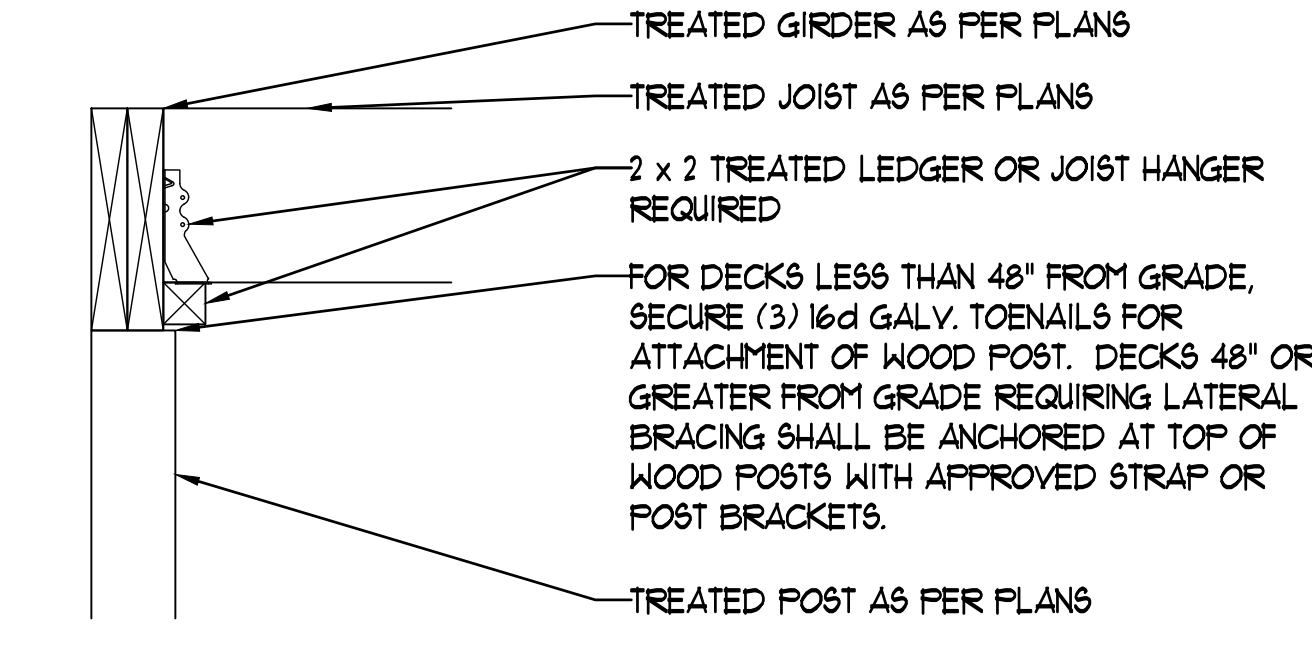 TREATED GIRDER AS PER PLANS
TREATED JOIST AS PER PLANS
2 x 2 TREATED LEDGER OR JOIST HANGER
REQUIRED
FOR DECKS LESS THAN 48" FROM GRADE,
SECURE (3) 16d GALV. TOENAILS FOR
ATTACHMENT OF WOOD POST. DECKS 48" OR
GREATER FROM GRADE REQUIRING LATERAL
BRACING SHALL BE ANCHORED AT TOP OF
WOOD POSTS WITH APPROVED STRAP OR
POST BRACKETS.
TREATED POST AS PER PLANS